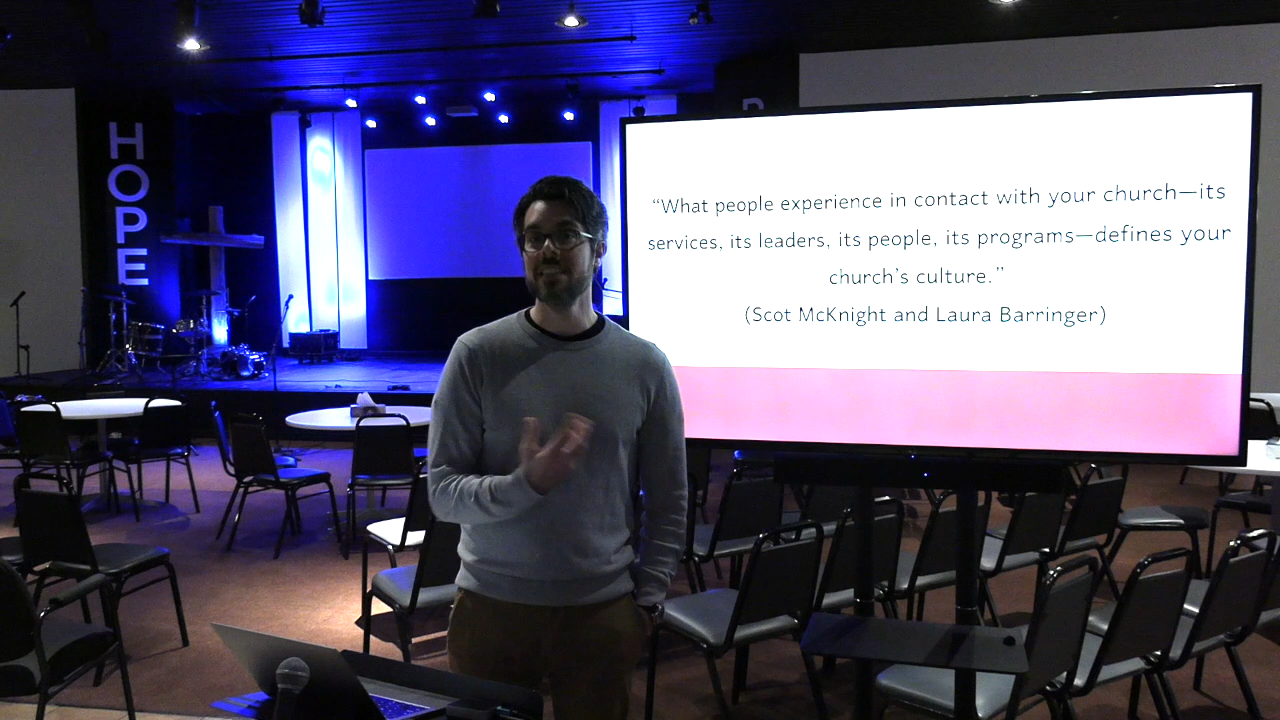 HOPE
“What people experience in contact with your church—its
services, its leaders, its people, its programs—defines your
church’s culture.”
(Scot McKnight and Laura Barringer)